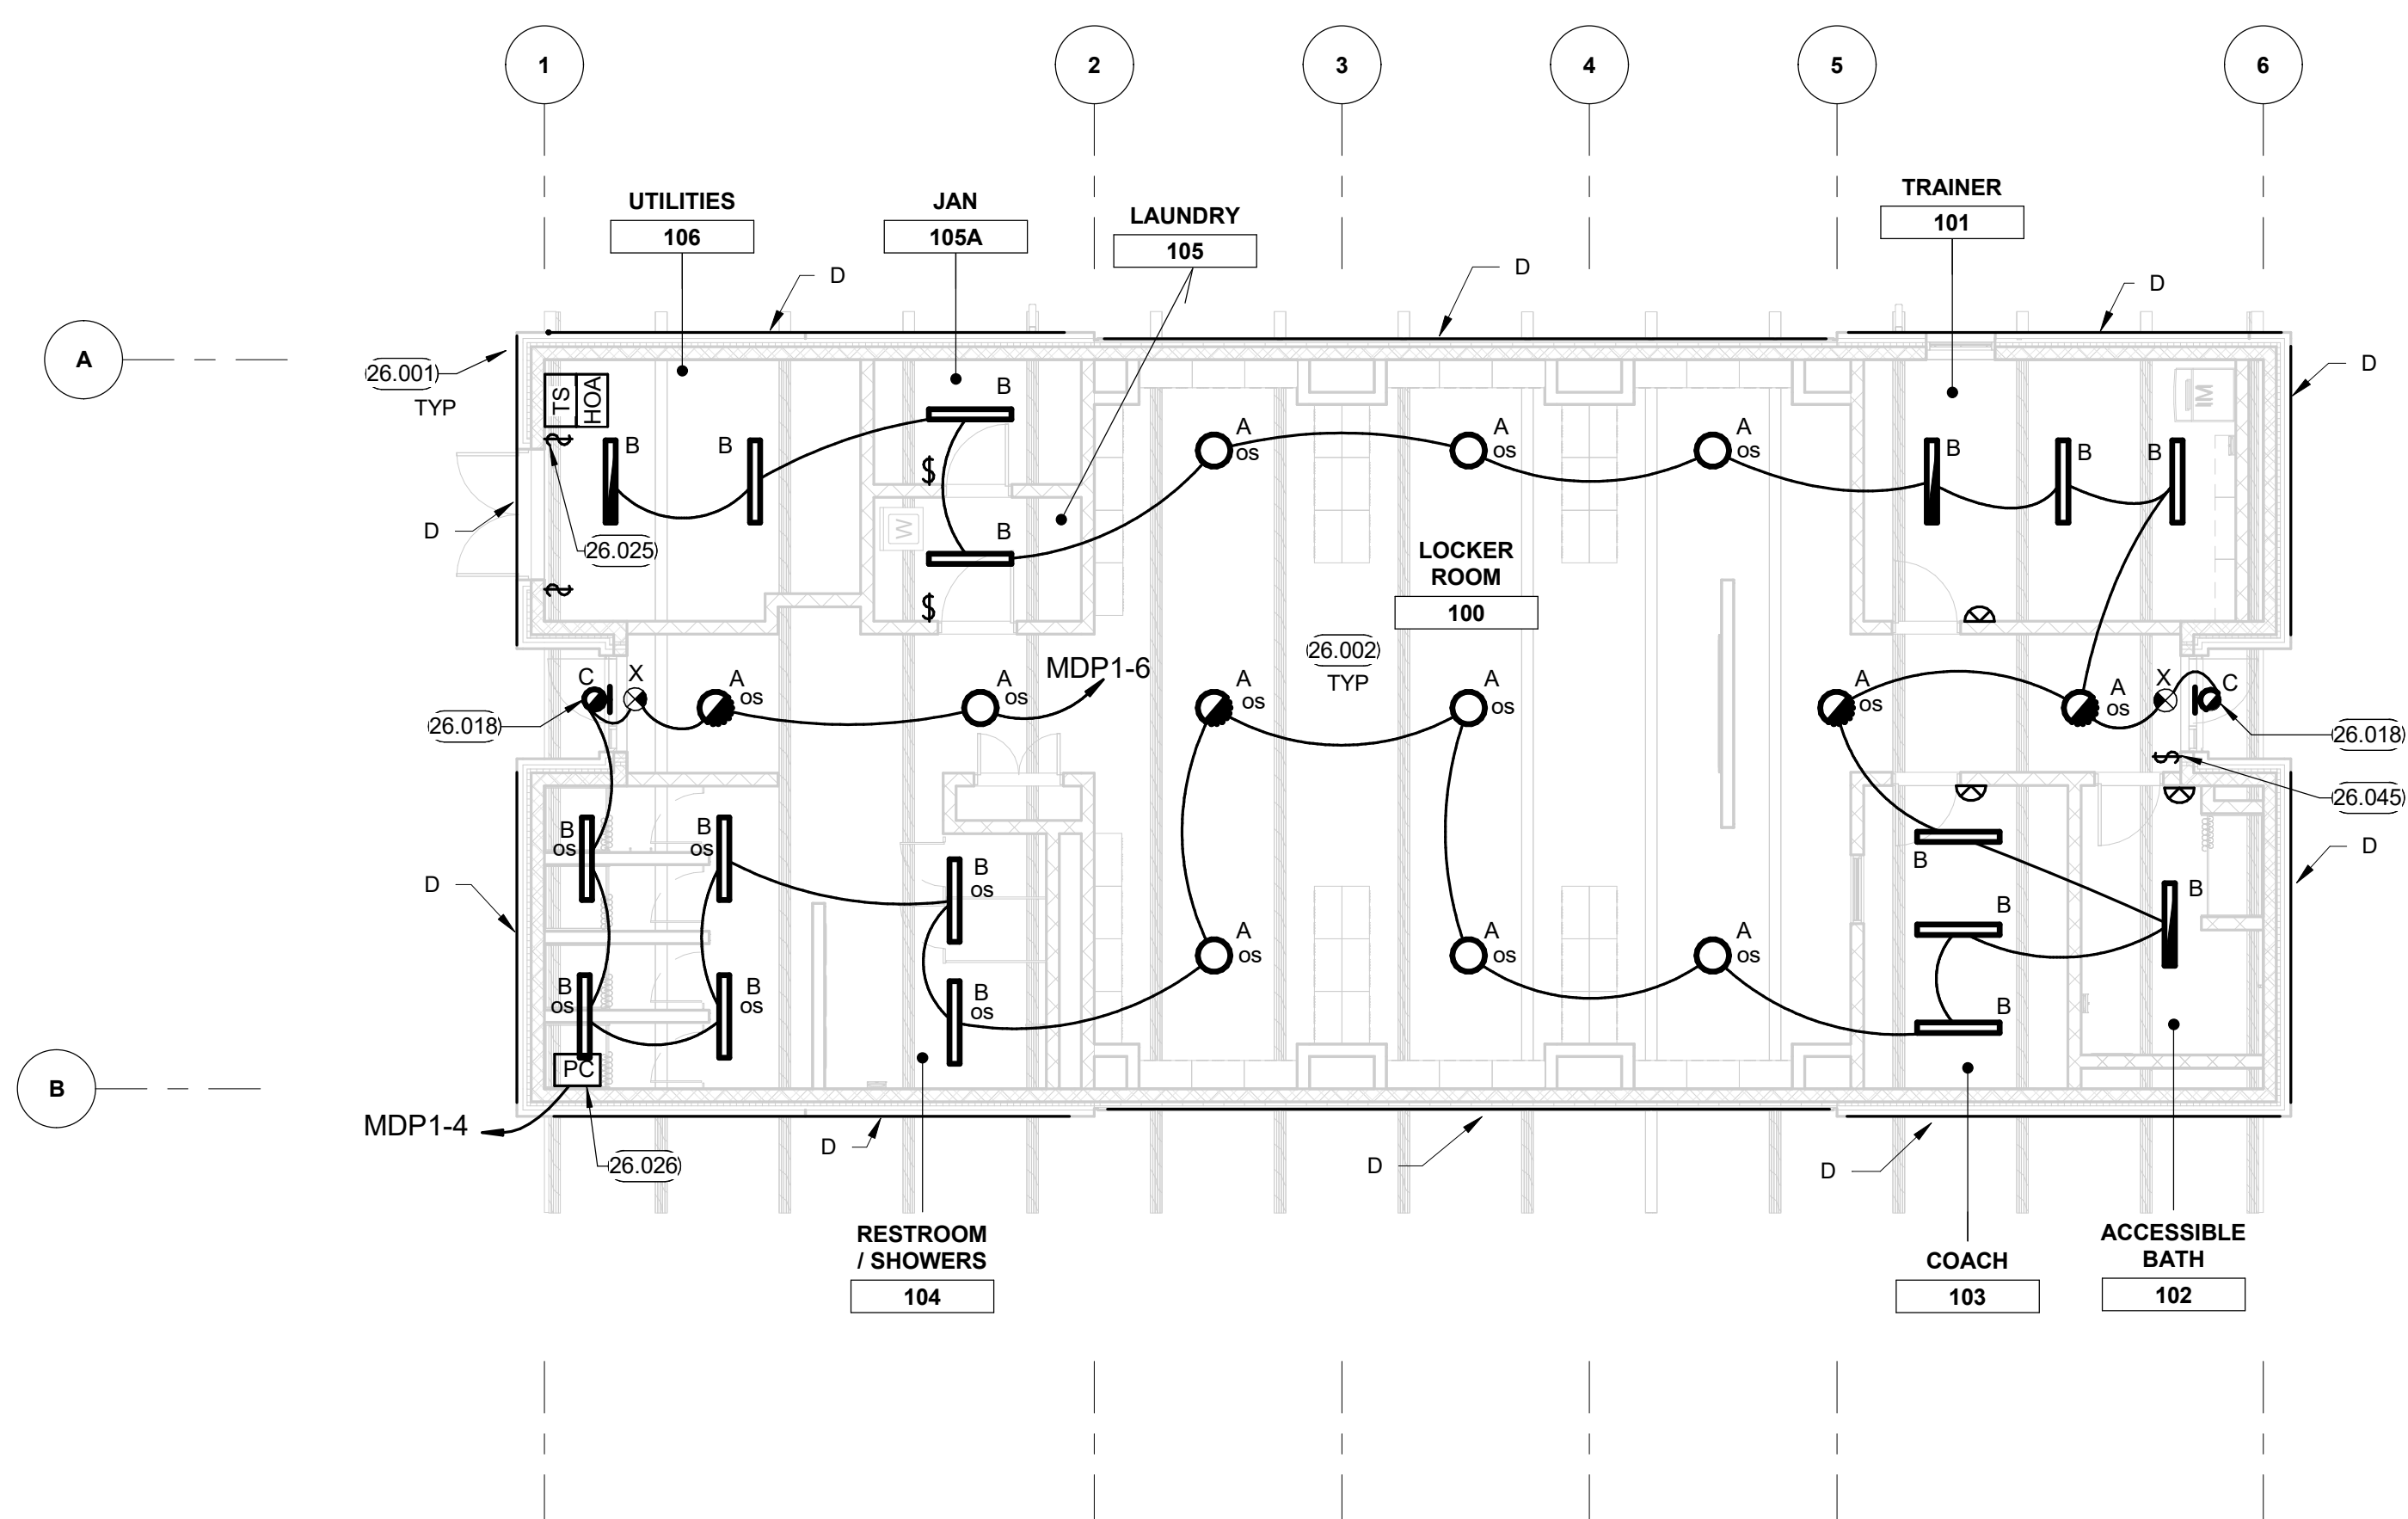 1
2
3
4
5
6
UTILITIES
106
JAN
105A
LAUNDRY
105
TRAINER
101
D
D
D
A
26.001
TYP
TS
HOA
B
B
B
A
OS
A
OS
A
OS
B
B
B
IM
D
D
26.025
W
B
LOCKER
ROOM
100
26.002
TYP
MDP1-6
C
X
A
OS
A
OS
A
OS
A
OS
A
OS
A
OS
X
C
26.018
26.018
$
$
$
$
$
26.045
B
OS
B
OS
B
OS
B
B
D
D
B
OS
B
OS
B
OS
A
OS
A
OS
A
OS
B
B
B
PC
MDP1-4
26.026
D
D
D
RESTROOM
/ SHOWERS
104
COACH
103
ACCESSIBLE
BATH
102